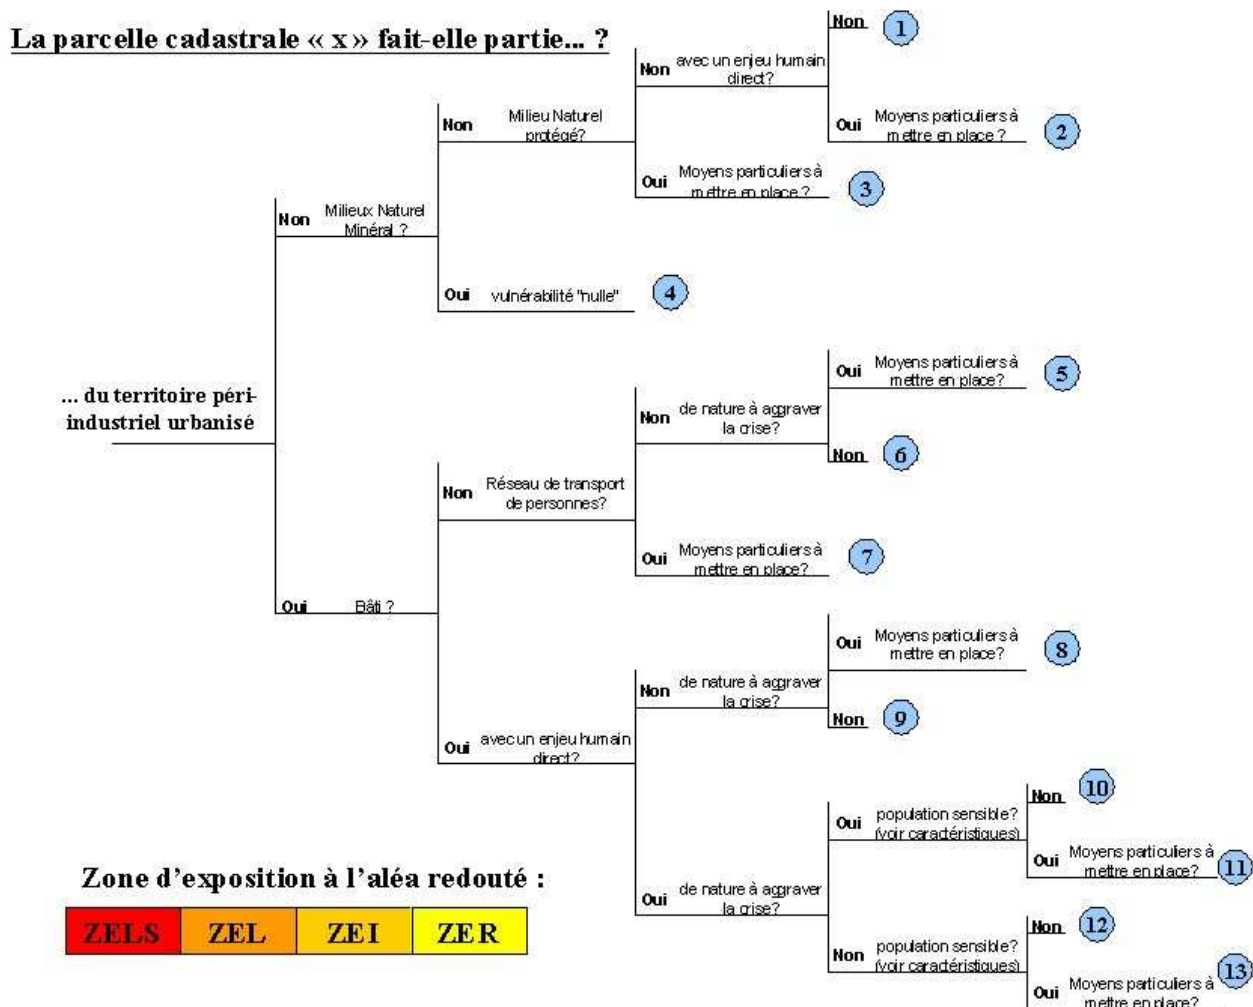 La parcelle cadastrale « x » fait-elle partie... ?
... du territoire péri-
industriel urbanisé
Non
Milieux Naturel
Minéral ?
Non
Milieu Naturel
protégé?
Non
avec un enjeu humain
direct?
Non
1
Oui
Moyens particuliers à
mettre en place ?
2
Oui
Moyens particuliers à
mettre en place ?
3
Oui
vulnérabilité "nulle"
4
Oui
Bâti ?
Non
Réseau de transport
de personnes?
Non
de nature à aggraver
la crise?
Oui
Moyens particuliers à
mettre en place?
5
Non
6
Oui
Moyens particuliers à
mettre en place?
7
Oui
avec un enjeu humain
direct?
Non
de nature à aggraver
la crise?
Oui
Moyens particuliers à
mettre en place?
8
Non
9
Oui
de nature à aggraver
la crise?
Oui
population sensible?
(voir caractéristiques)
Non
10
Oui
Moyens particuliers à
mettre en place?
11
Non
population sensible?
(voir caractéristiques)
Non
12
Oui
Moyens particuliers à
mettre en place?
13
Zone d'exposition à l'aléa redouté :
ZELS ZEL ZEI ZER